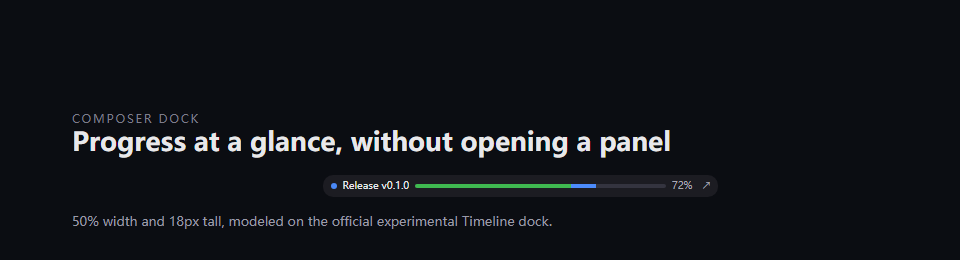 COMPOSER DOCK
Progress at a glance, without opening a panel
Release v0.1.0 72% ↗
50% width and 18px tall, modeled on the official experimental Timeline dock.